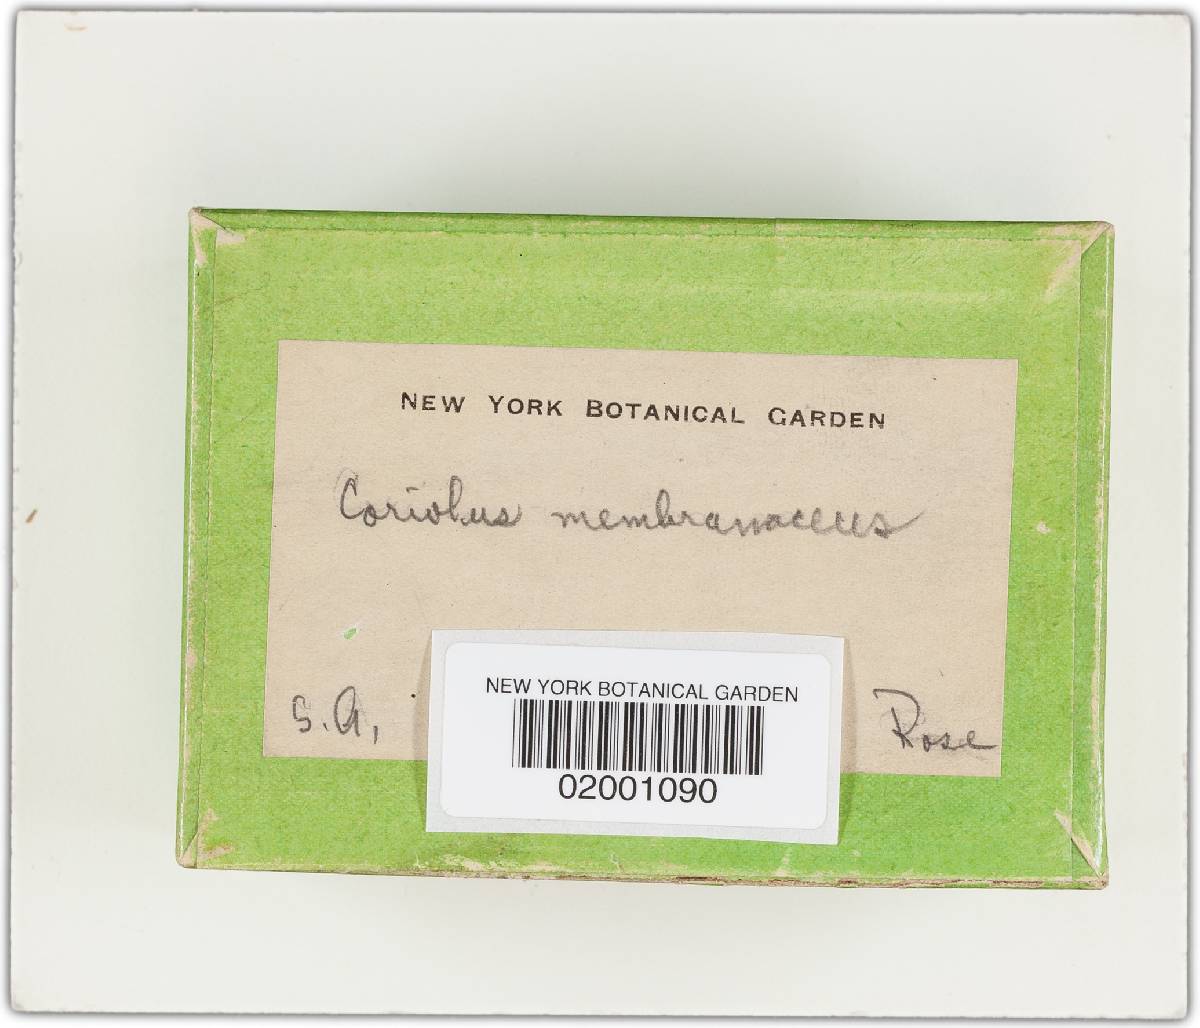 NEW YORK BOTANICAL GARDEN
Coriolus membranaceus
S.A,
Rose
NEW YORK BOTANICAL GARDEN
02001090